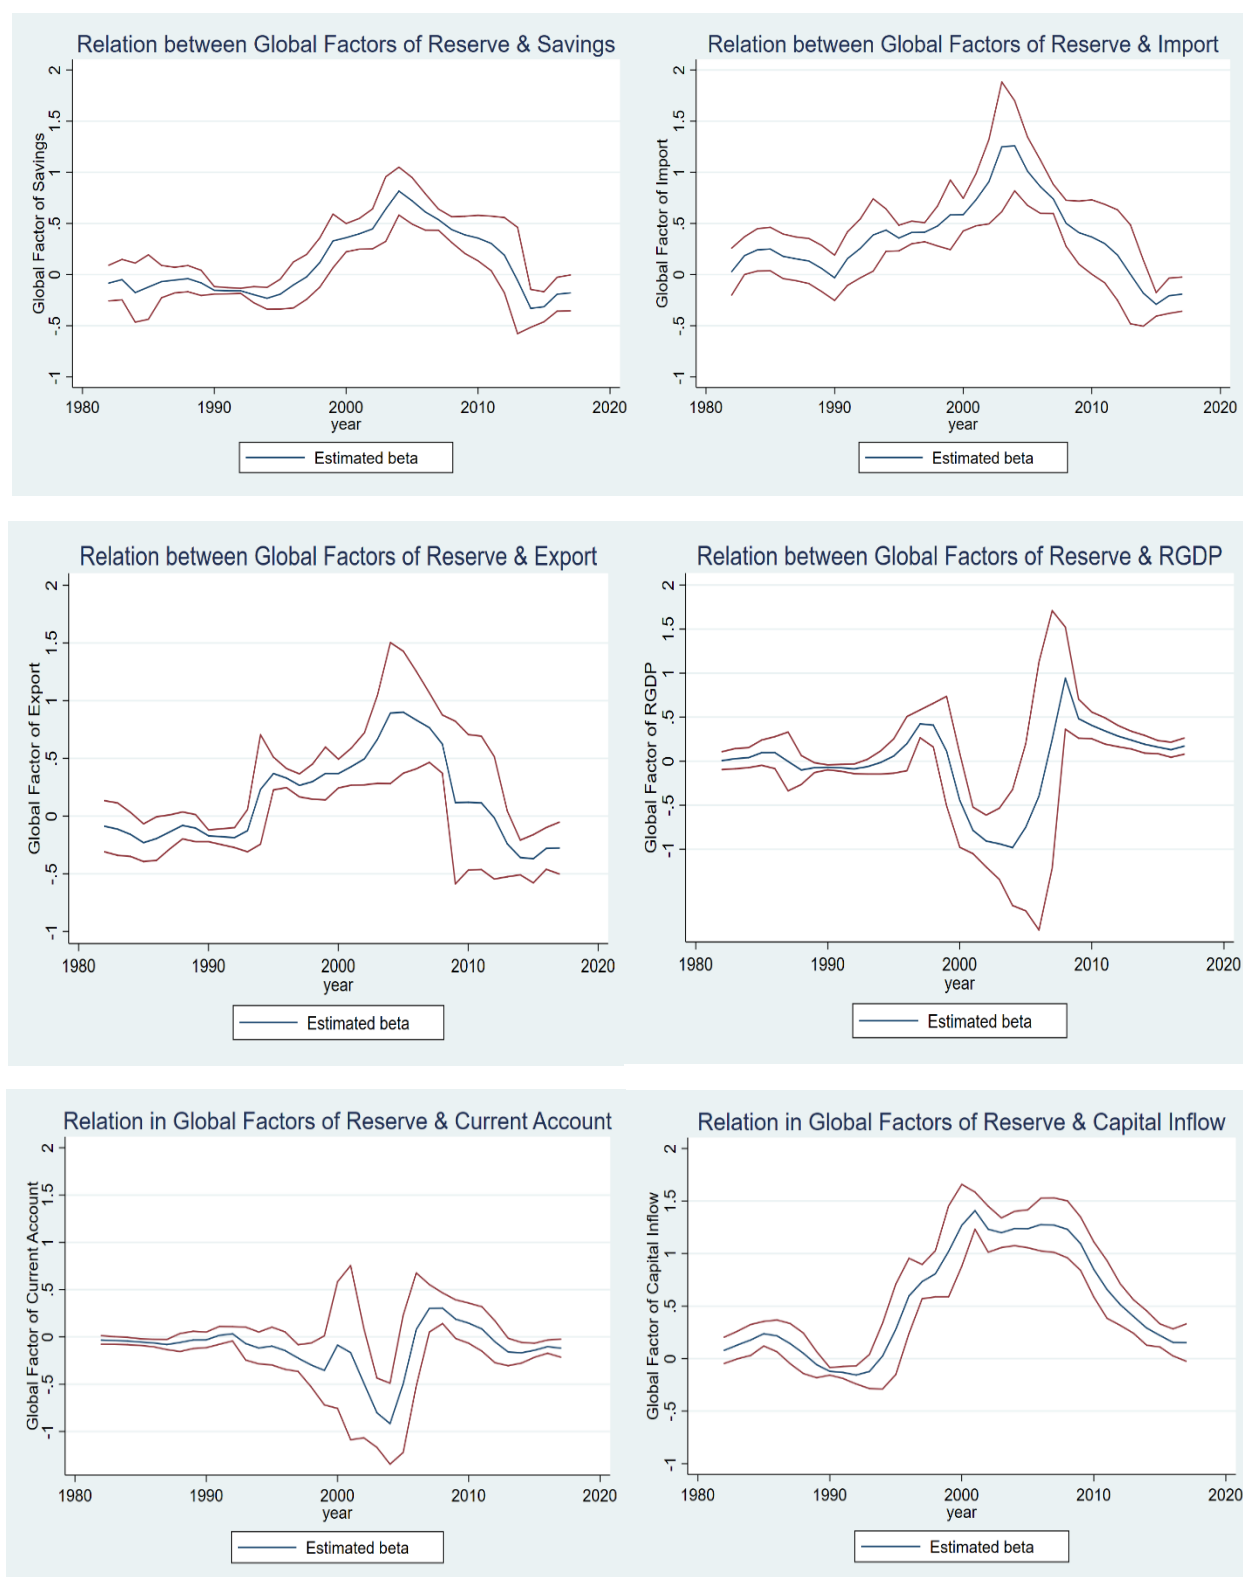 Relation between Global Factors of Reserve & Savings
Global Factor of Savings
2
1.5
1
.5
0
-.5
-1
1980 1990 2000 2010 2020
year
Estimated beta
Relation between Global Factors of Reserve & Import
Global Factor of Import
2
1.5
1
.5
0
-.5
-1
1980 1990 2000 2010 2020
year
Estimated beta
Relation between Global Factors of Reserve & Export
Global Factor of Export
2
1.5
1
.5
0
-.5
-1
1980 1990 2000 2010 2020
year
Estimated beta
Relation between Global Factors of Reserve & RGDP
Global Factor of RGDP
2
1.5
1
.5
0
-.5
-1
1980 1990 2000 2010 2020
year
Estimated beta
Relation in Global Factors of Reserve & Current Account
Global Factor of Current Account
2
1.5
1
.5
0
-.5
-1
1980 1990 2000 2010 2020
year
Estimated beta
Relation in Global Factors of Reserve & Capital Inflow
Global Factor of Capital Inflow
2
1.5
1
.5
0
-.5
-1
1980 1990 2000 2010 2020
year
Estimated beta